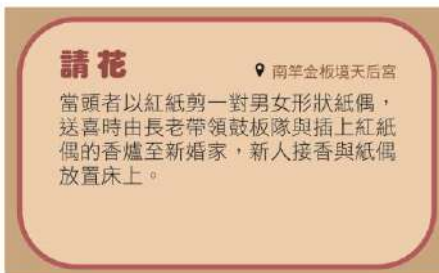 請花
南竿金板境天后宮
當頭者以紅紙剪一對男女形狀紙偶，
送喜時由長老帶領鼓板隊與插上紅紙
偶的香爐至新婚家，新人接香與紙偶
放置床上。